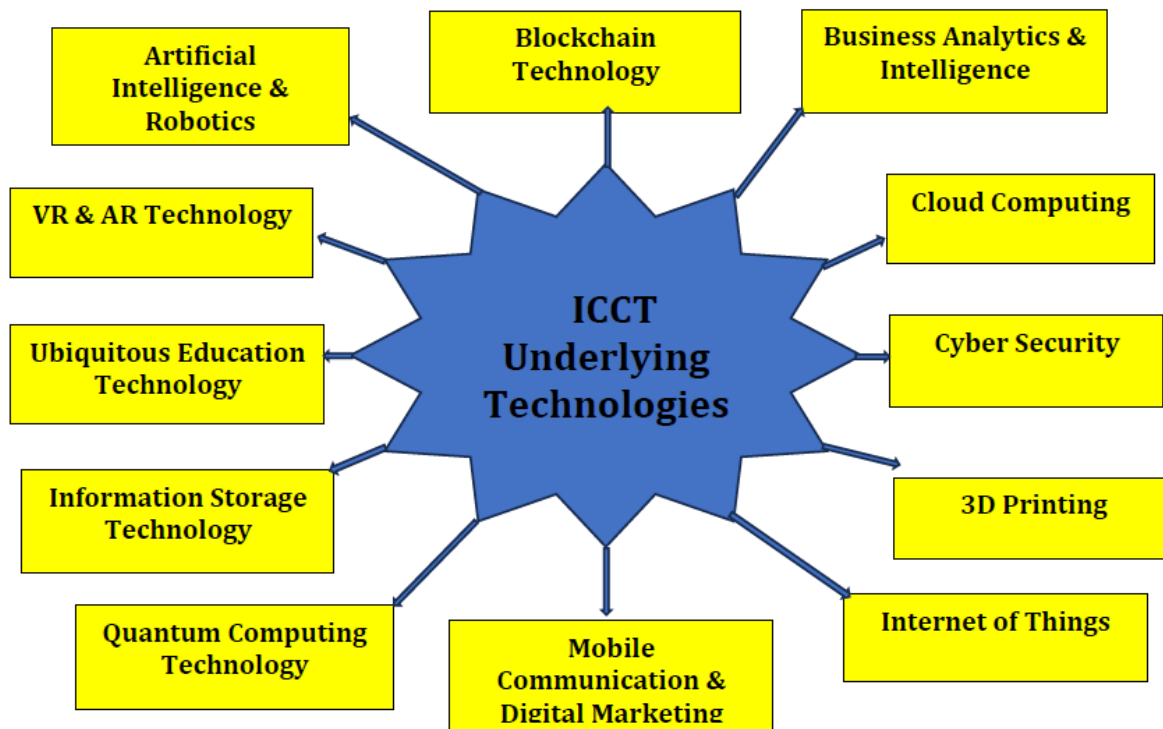 Artificial
Intelligence &
Robotics
Blockchain
Technology
Business Analytics &
Intelligence
VR & AR Technology
Cloud Computing
ICCT
Underlying
Technologies
Ubiquitous Education
Technology
Cyber Security
Information Storage
Technology
3D Printing
Quantum Computing
Technology
Mobile
Communication &
Digital Marketing
Internet of Things